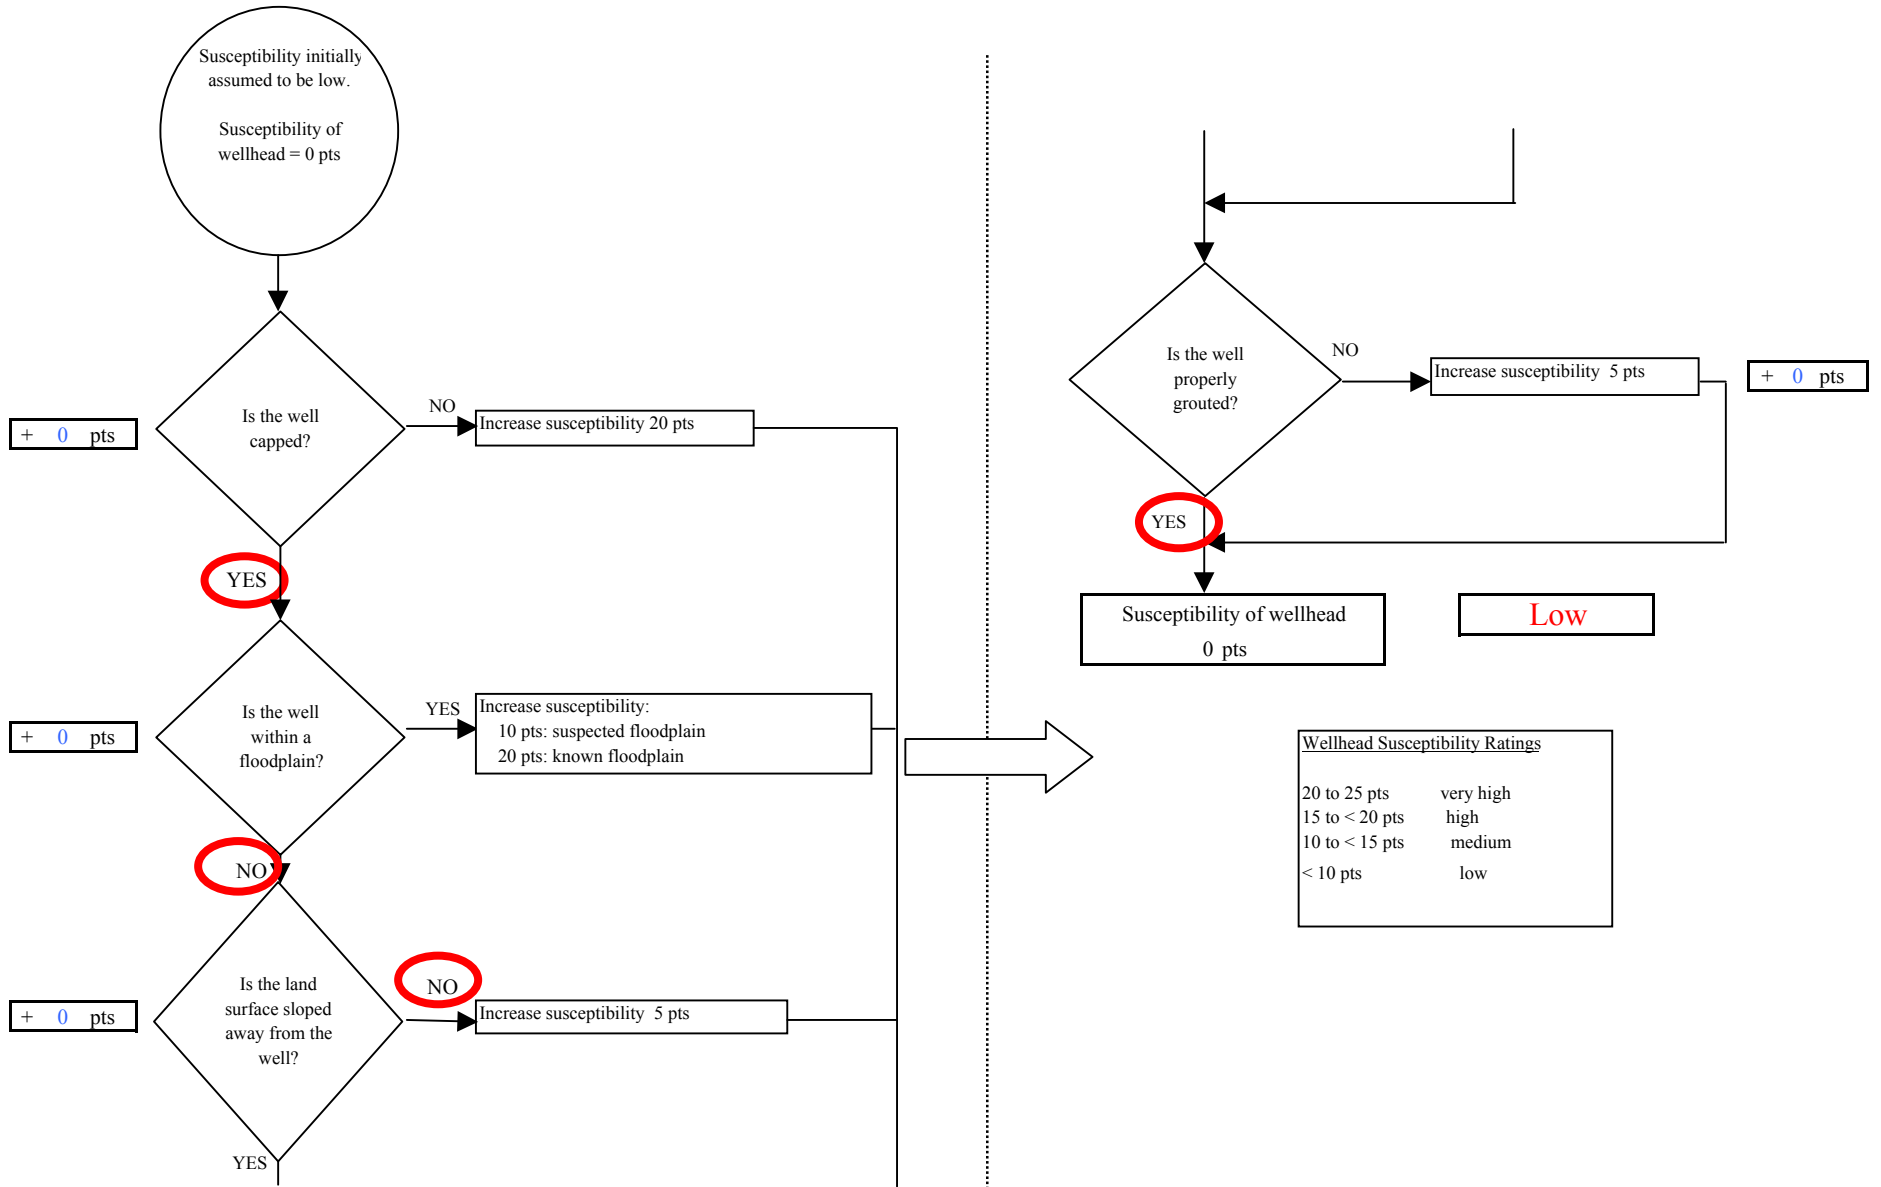 Susceptibility initially
assumed to be low.
Susceptibility of
wellhead = 0 pts
+ 0 pts
Is the well
capped?
NO
Increase susceptibility 20 pts
YES
+ 0 pts
Is the well
within a
floodplain?
YES
Increase susceptibility:
10 pts: suspected floodplain
20 pts: known floodplain
NO
+ 0 pts
Is the land
surface sloped
away from the
well?
NO
Increase susceptibility 5 pts
YES
Is the well
properly
grouted?
NO
Increase susceptibility 5 pts
+ 0 pts
YES
Susceptibility of wellhead
0 pts
Low
Wellhead Susceptibility Ratings
20 to 25 pts very high
15 to < 20 pts high
10 to < 15 pts medium
< 10 pts low